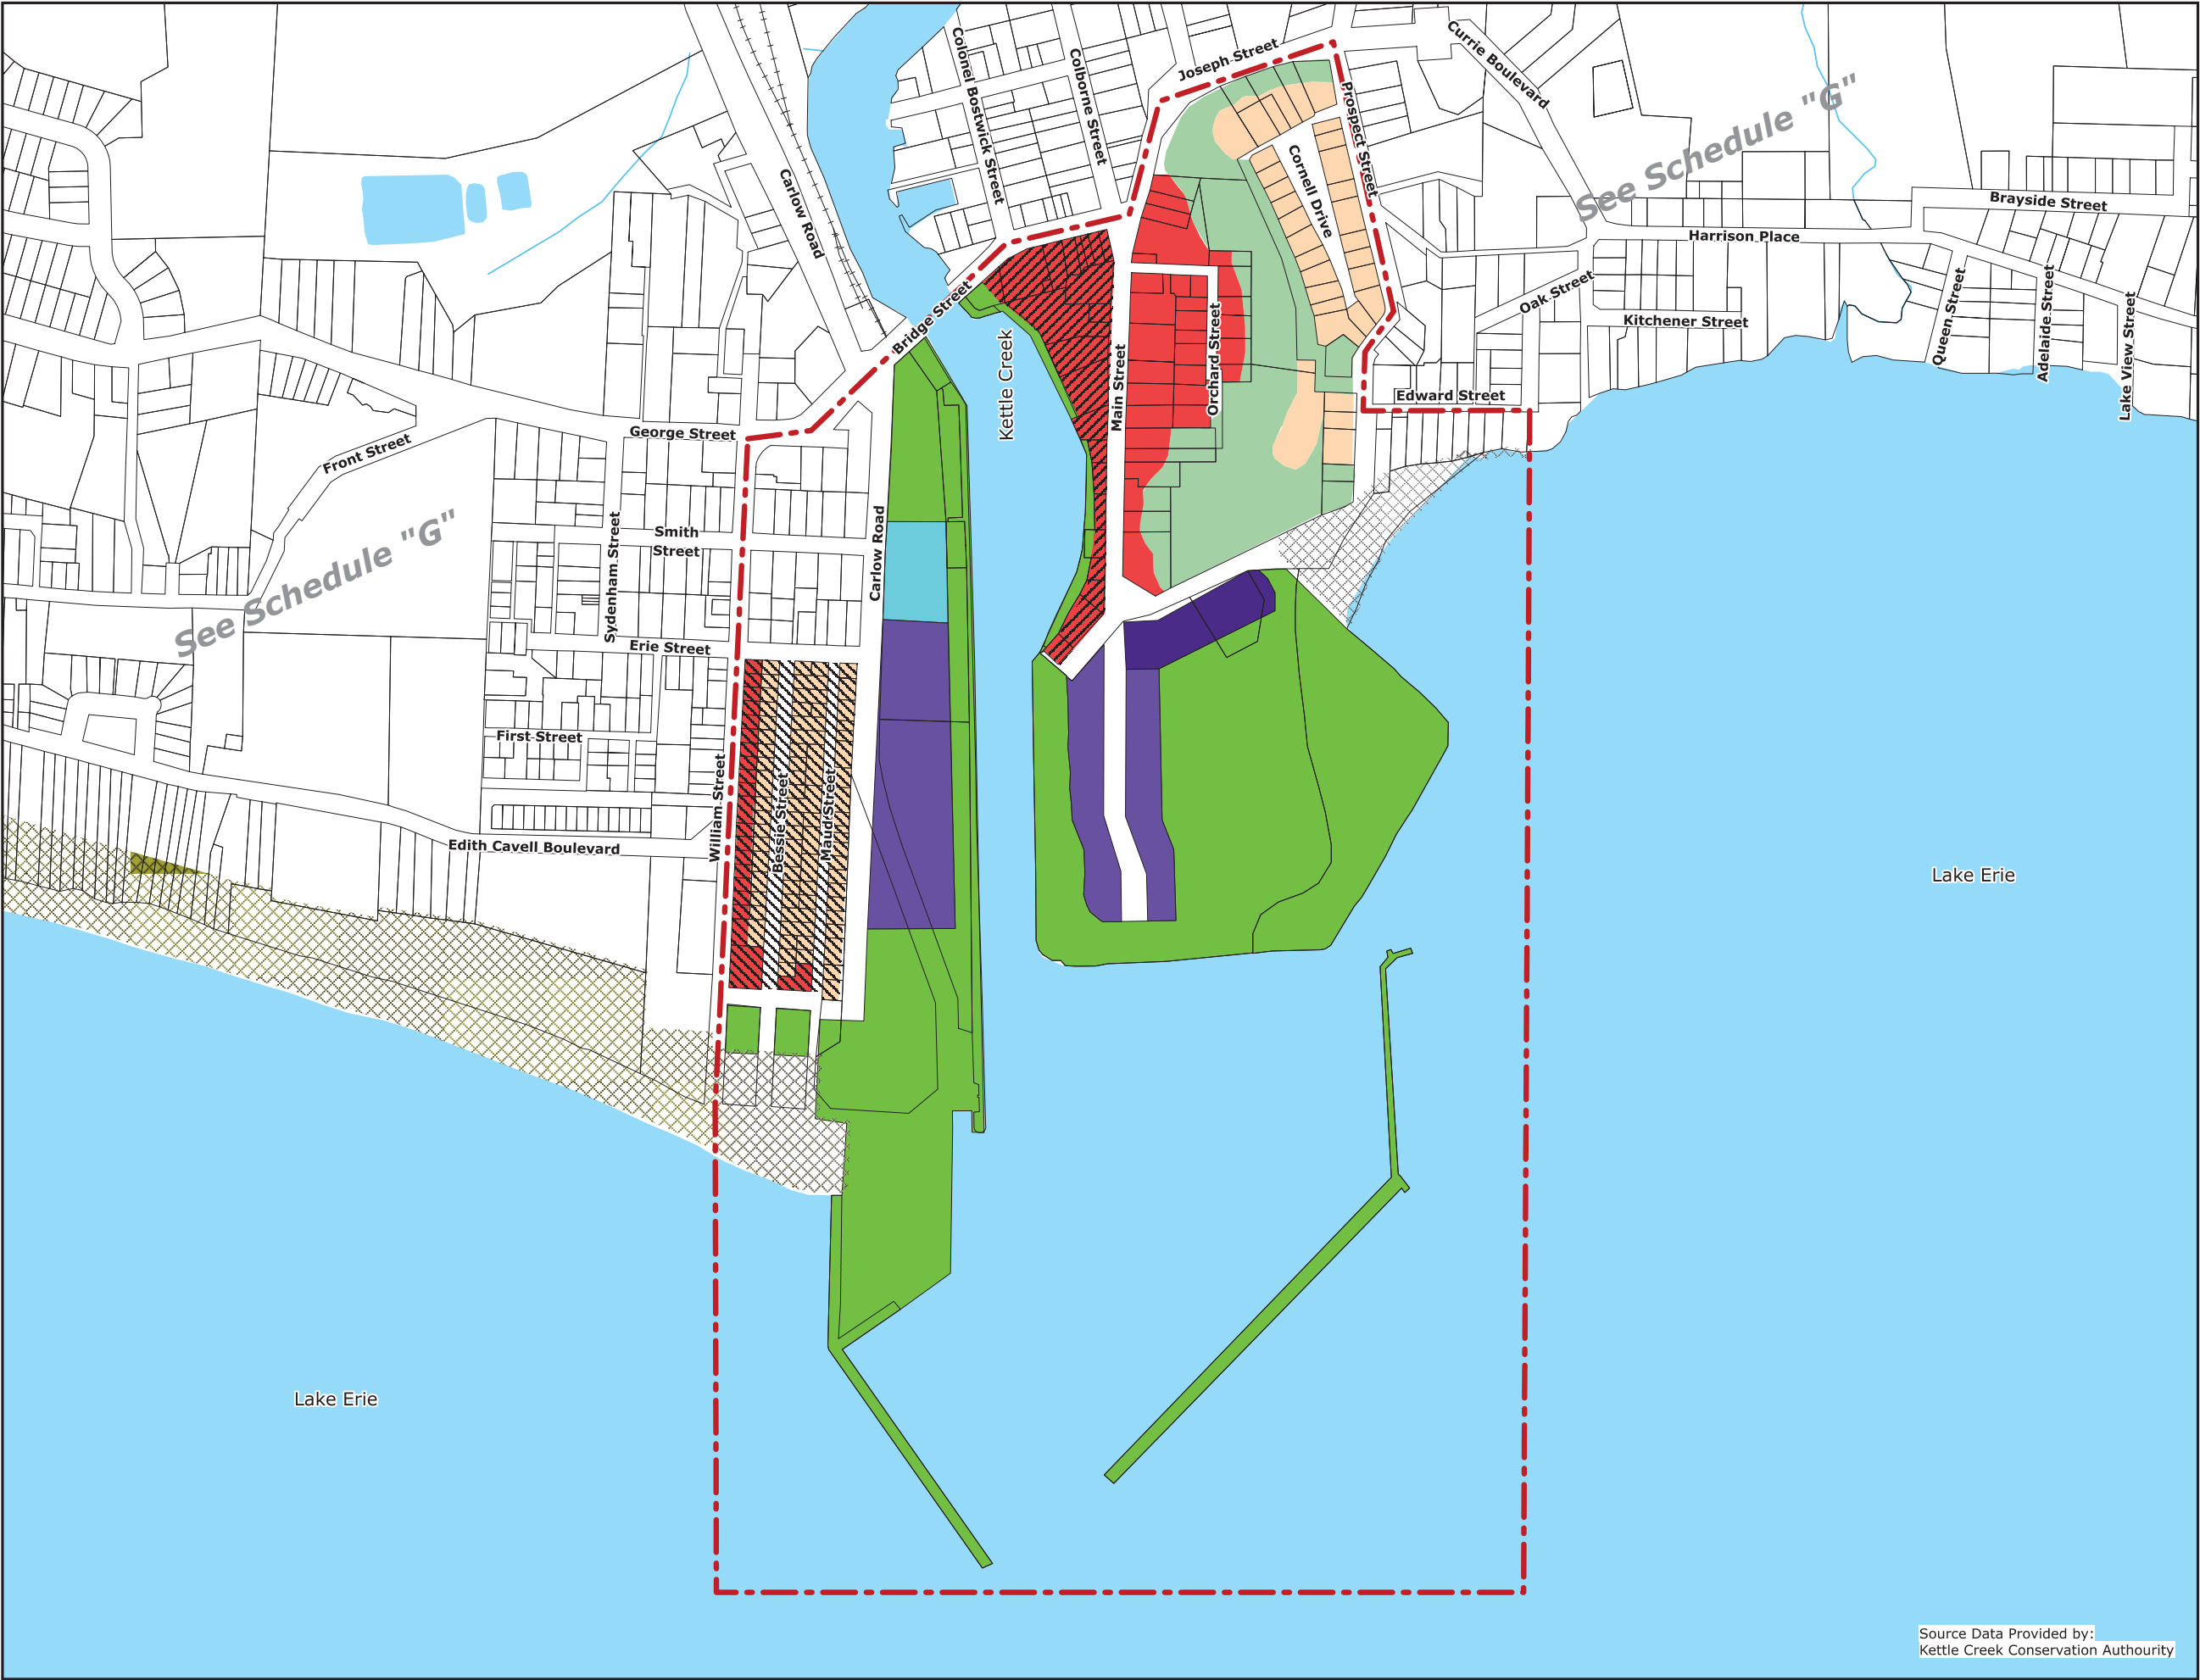 Colonel Bostwick Street
Colborne Street
Joseph Street
Currie Boulevard
Prospect Street
See Schedule "G"
Cornell Drive
Carlow Road
Brayside Street
Harrison Place
Oak Street
Kitchener Street
Queen Street
Adelaide Street
Lake View Street
Bridge Street
Kettle Creek
Main Street
Orchard Street
Edward Street
George Street
Front Street
See Schedule "G"
Smith
Street
Sydenham Street
Carlow Road
Erie Street
First Street
William Street
Bessie Street
Maud Street
Edith Cavell Boulevard
Lake Erie
Lake Erie
Source Data Provided by:
Kettle Creek Conservation Authourity